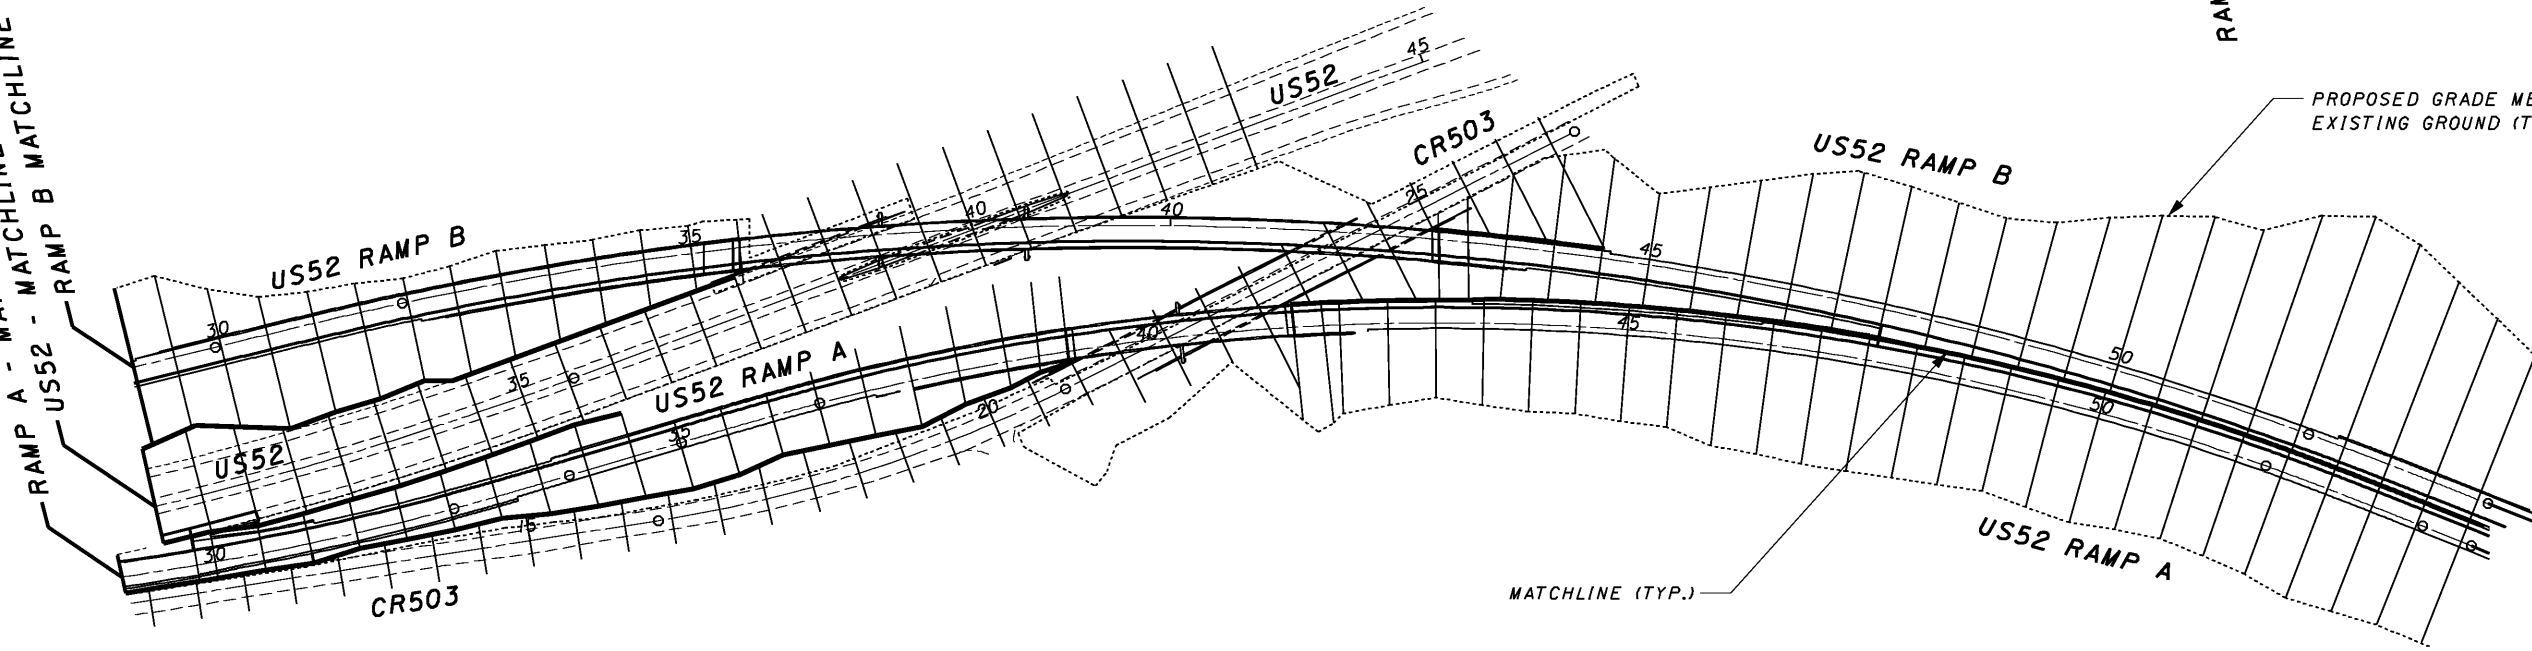 RAMP A - MATCHLINE
US52 - MATCHLINE
RAMP B MATCHLINE
US52 RAMP B
30
35
40
45
50
US52
35
40
45
US52
US52 RAMP A
30
35
40
45
50
CR503
15
20
25
CR503
US52 RAMP B
US52 RAMP A
PROPOSED GRADE
EXISTING GROUND
MATCHLINE (TYP.)